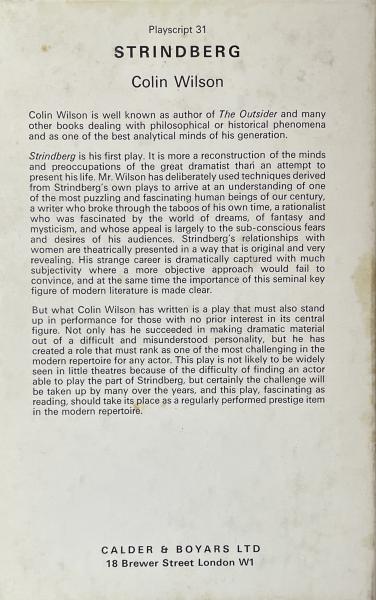 Playscript 31
STRINDBERG
Colin Wilson
Colin Wilson is well known as author of The Outsider and many
other books dealing with philosophical or historical phenomena
and as one of the best analytical minds of his generation.
Strindberg is his first play. It is more a reconstruction of the minds
and preoccupations of the great dramatist than an attempt to
present his life. Mr. Wilson has deliberately used techniques derived
from Strindberg's own plays to arrive at an understanding of one
of the most puzzling and fascinating human beings of our century,
a writer who broke through the taboos of his own time, a rationalist
who was fascinated by the world of dreams, of fantasy and
mysticism, and whose appeal is largely to the sub-conscious fears
and desires of his audiences. Strindberg's relationships with
women are theatrically presented in a way that is original and very
revealing. His strange career is dramatically captured with much
subjectivity where a more objective approach would fail to
convince, and at the same time the importance of this seminal key
figure of modern literature is made clear.
But what Colin Wilson has written is a play that must also stand
up in performance for those with no prior interest in its central
figure. Not only has he succeeded in making dramatic material
out of a difficult and misunderstood personality, but he has
created a role that must rank as one of the most challenging in the
modern repertoire for any actor. This play is not likely to be widely
seen in little theatres because of the difficulty of finding an actor
able to play the part of Strindberg, but certainly the challenge will
be taken up by many over the years, and this play, fascinating as
reading, should take its place as a regularly performed prestige item
in the modern repertoire.
CALDER & BOYARS LTD
18 Brewer Street London W1